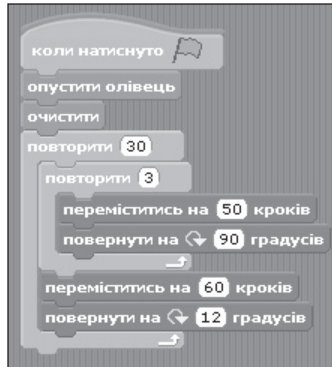 коли натиснуто
опустити олівець
очистити
повторити 30
повторити 3
переміститись на 50 кроків
повернути на 90 градусів
переміститись на 60 кроків
повернути на 12 градусів